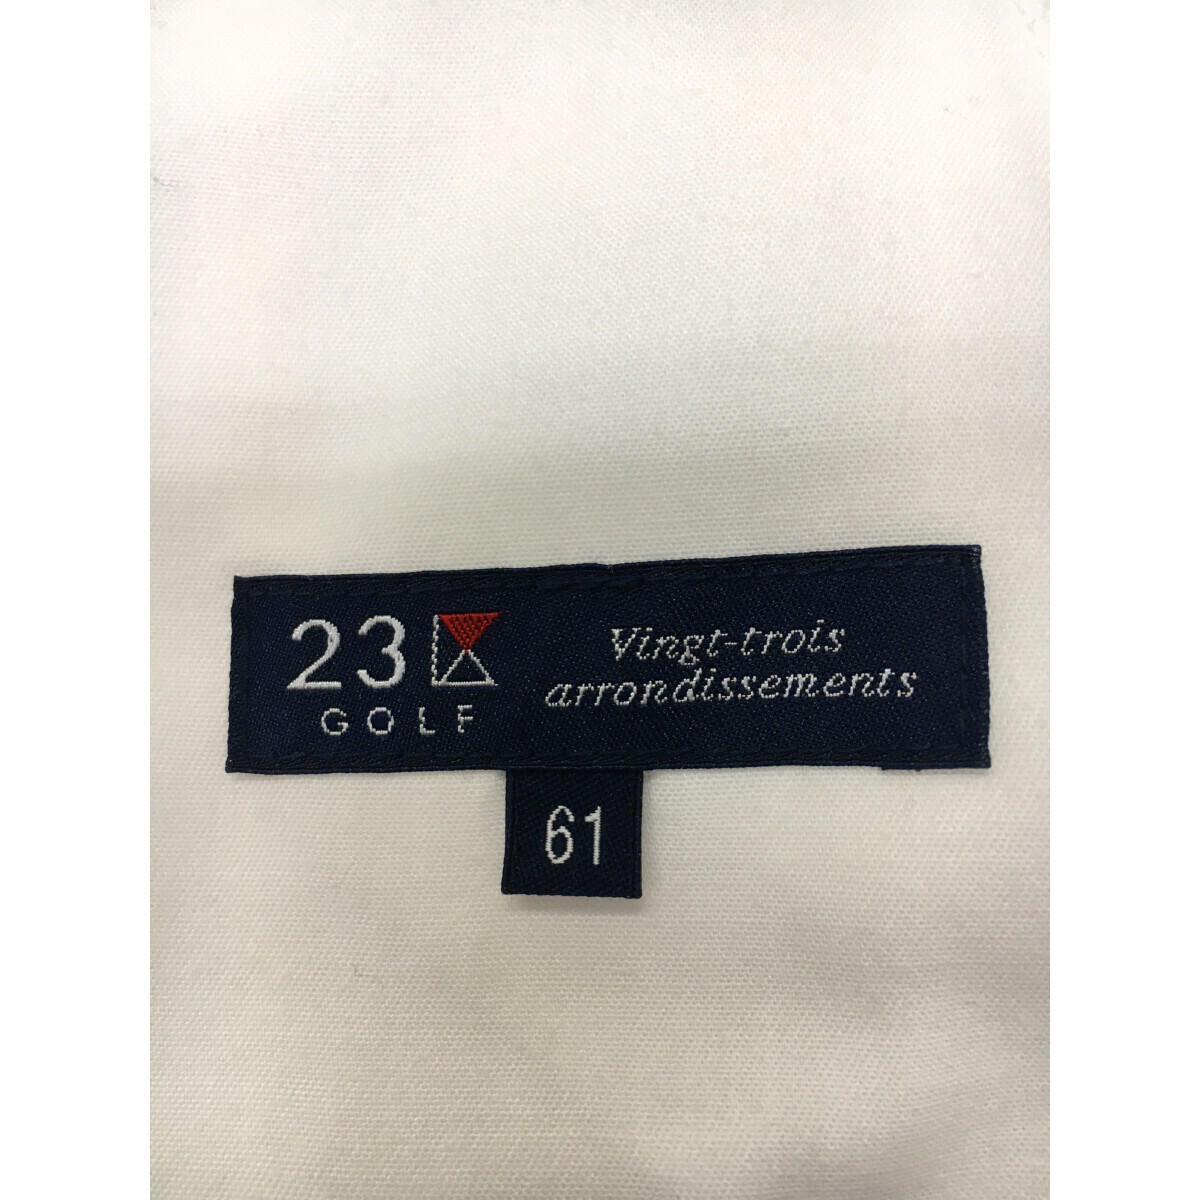 23
GOLF
Vingt-trois
arrondissements
61